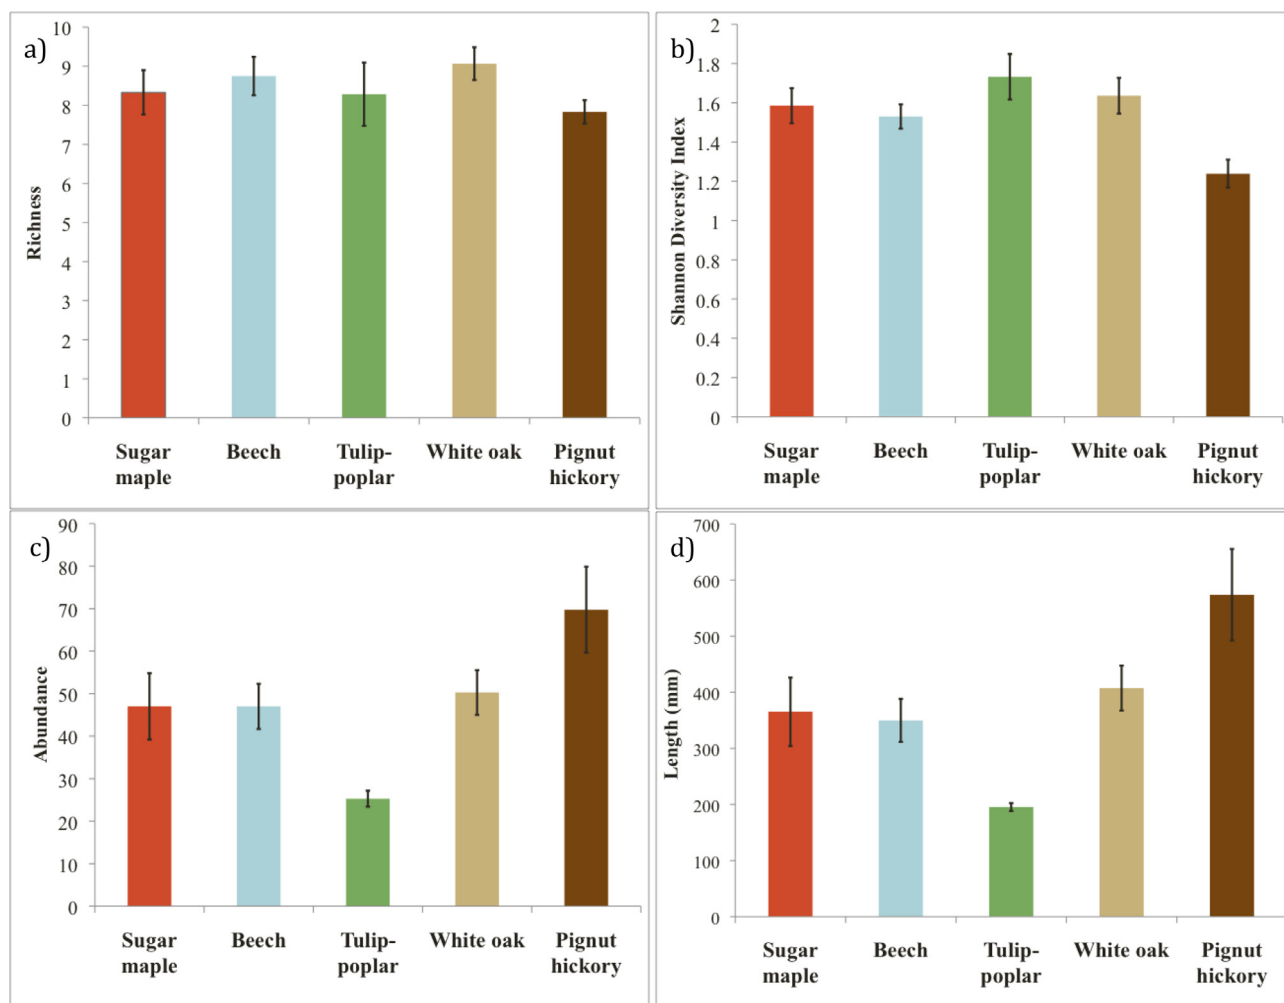 a)
Richness
10
9
8
7
6
5
4
3
2
1
0
Sugar
maple
Beech
Tulip-
poplar
White oak
Pignut
hickory
b)
Shannon Diversity Index
2
1.8
1.6
1.4
1.2
1
0.8
0.6
0.4
0.2
0
Sugar
maple
Beech
Tulip-
poplar
White oak
Pignut
hickory
c)
Abundance
90
80
70
60
50
40
30
20
10
0
Sugar
maple
Beech
Tulip-
poplar
White oak
Pignut
hickory
d)
Length (mm)
700
600
500
400
300
200
100
0
Sugar
maple
Beech
Tulip-
poplar
White oak
Pignut
hickory